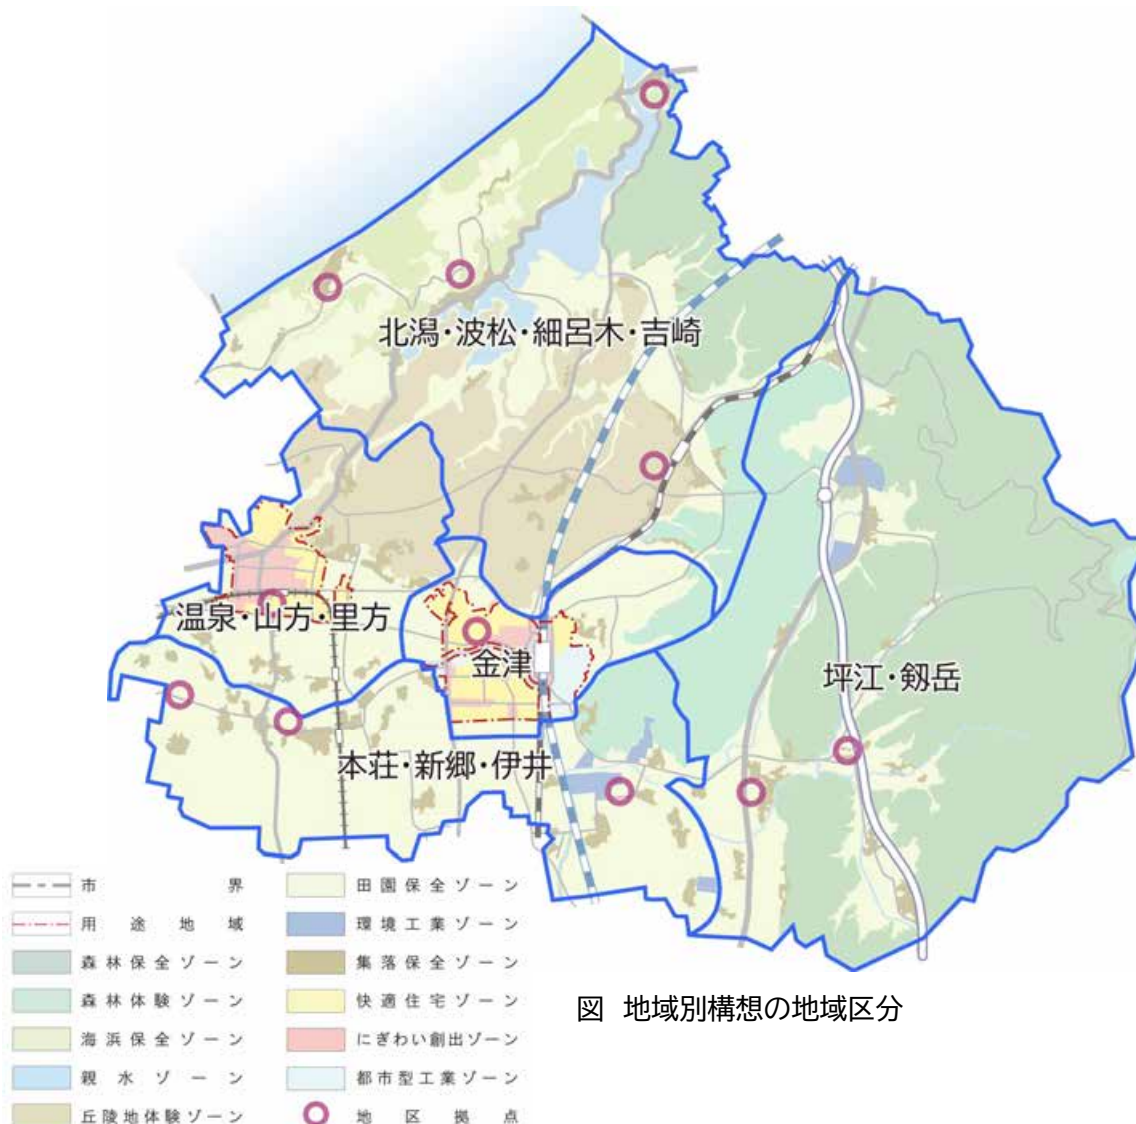 北潟・波松・細呂木・吉崎
温泉・山方・里方
金津
坪江・剱岳
本荘・新郷・伊井
市界
用途地域
森林保全ゾーン
森林体験ゾーン
海浜保全ゾーン
親水ゾーン
丘陵地体験ゾーン
田園保全ゾーン
環境工業ゾーン
集落保全ゾーン
快適住宅ゾーン
にぎわい創出ゾーン
都市型工業ゾーン
地区拠点
図 地域別構想の地域区分